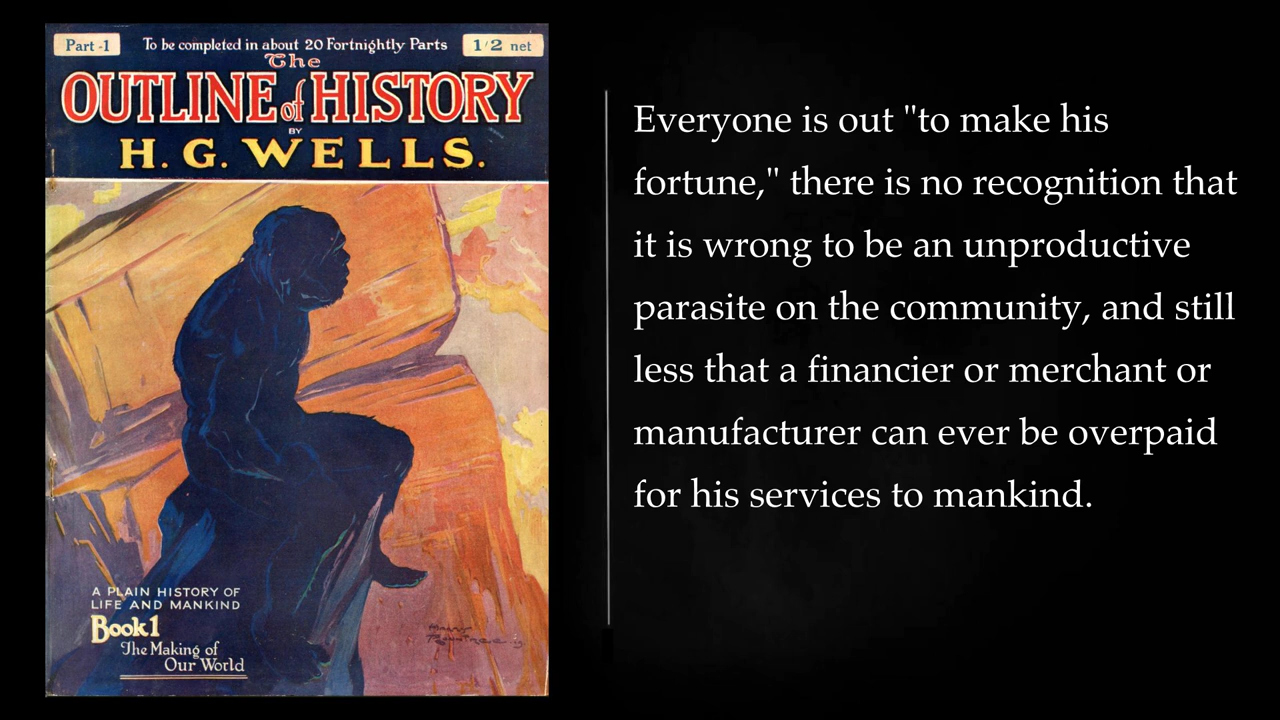 Part -1
To be completed in about 20 Fortnightly Parts
1/2 net
The
OUTLINE of HISTORY
BY
H. G. WELLS.
A PLAIN HISTORY OF
LIFE AND MANKIND
Book 1
The Making of
Our World
Everyone is out "to make his
fortune," there is no recognition that
it is wrong to be an unproductive
parasite on the community, and still
less that a financier or merchant or
manufacturer can ever be overpaid
for his services to mankind.